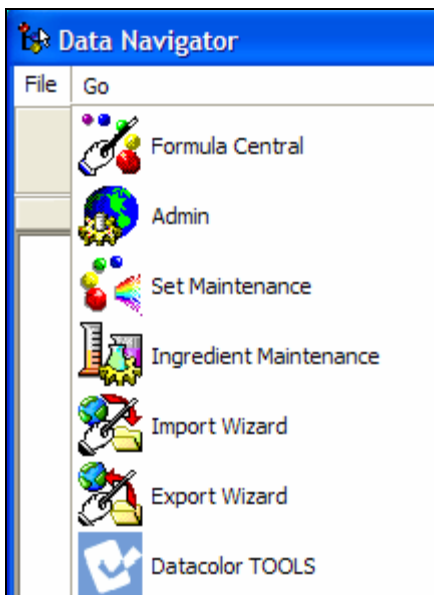 Data Navigator
File Go
Formula Central
Admin
Set Maintenance
Ingredient Maintenance
Import Wizard
Export Wizard
Datacolor TOOLS